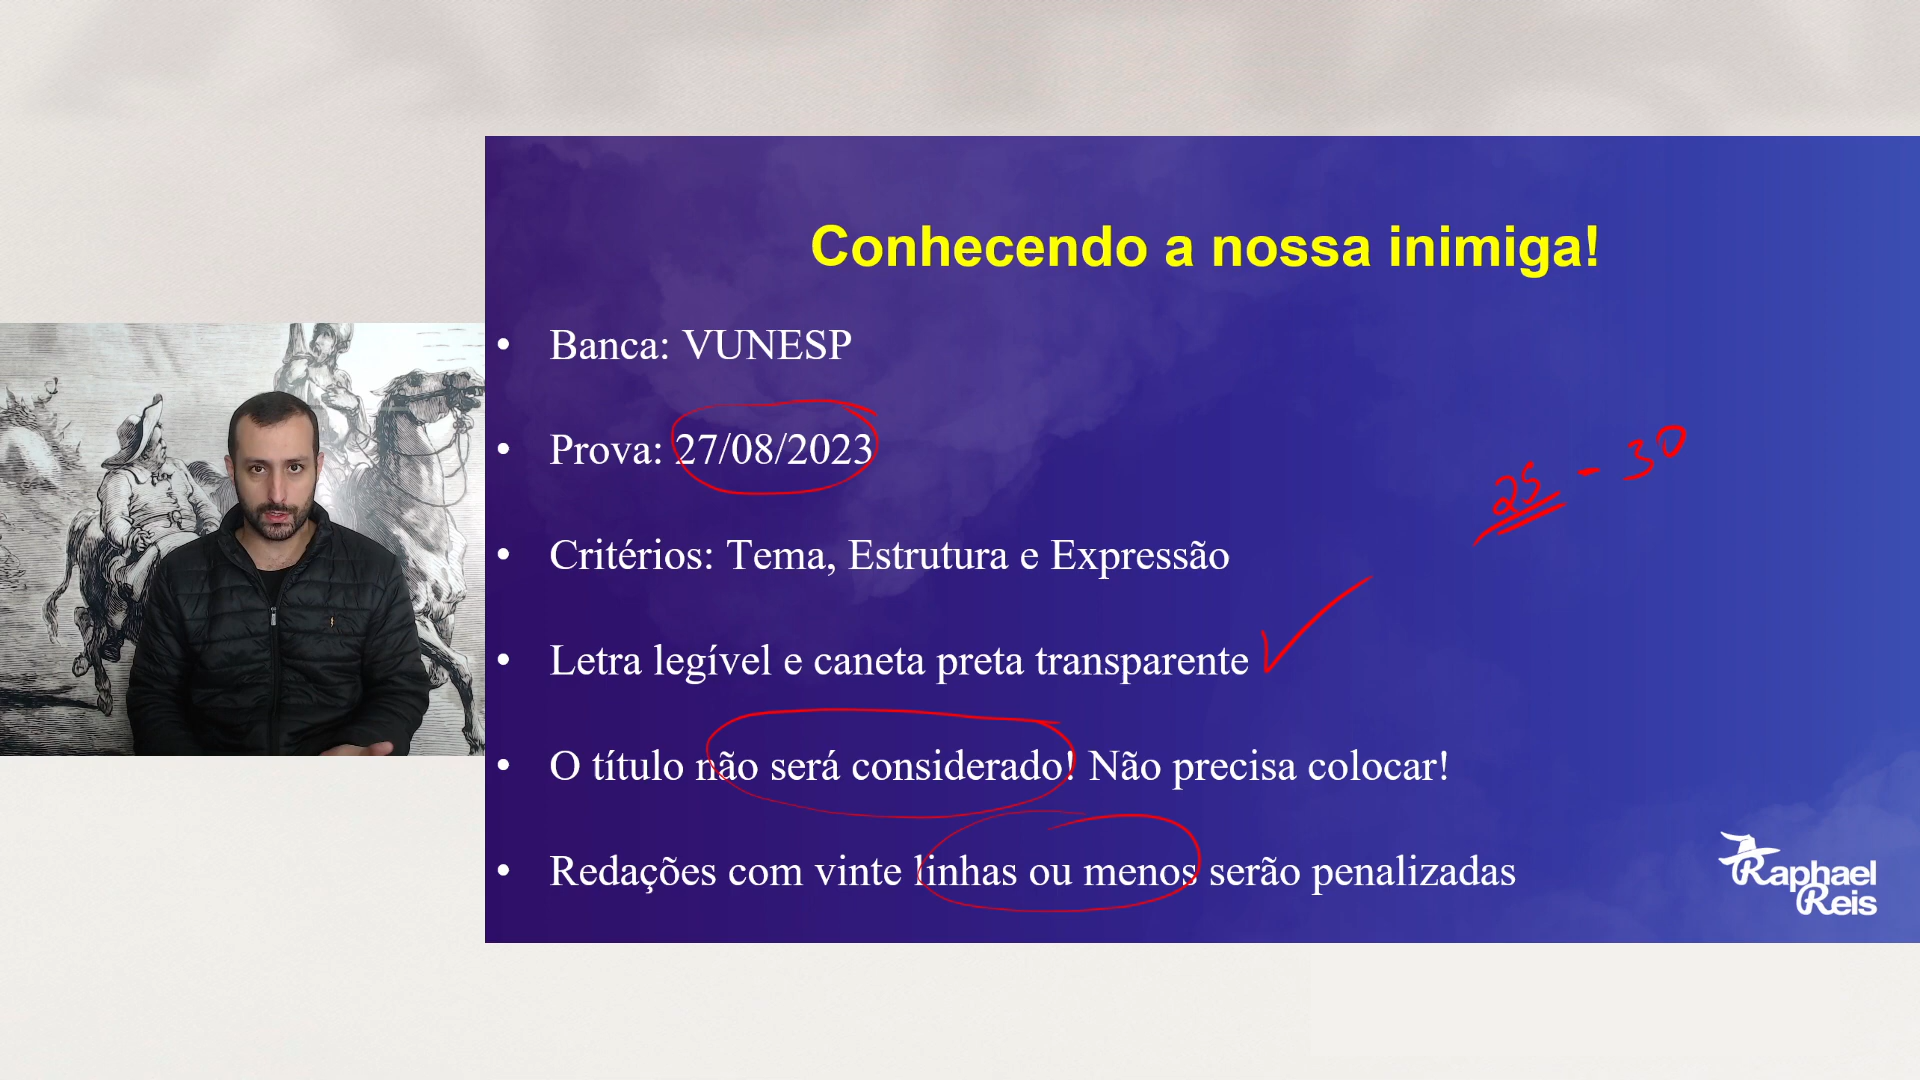 Conhecendo a nossa inimiga!
• Banca: VUNESP
• Prova: 27/08/2023
25 - 30
• Critérios: Tema, Estrutura e Expressão
• Letra legível e caneta preta transparente
• O título não será considerado! Não precisa colocar!
• Redações com vinte linhas ou menos serão penalizadas
Raphael
Reis